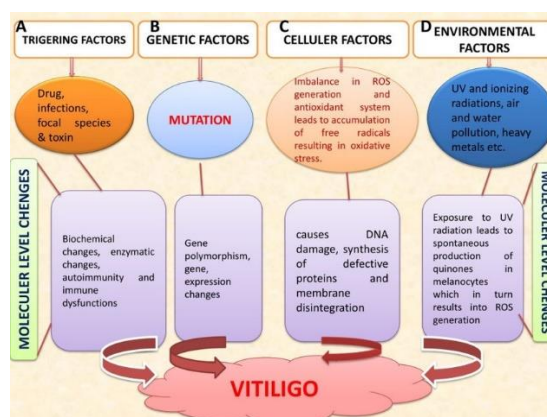 A
TRIGERING FACTORS
B
GENETIC FACTORS
C
CELLULER FACTORS
D
ENVIRONMENTAL
FACTORS
Drug,
infections,
focal species
& toxin
MUTATION
Imbalance in ROS
generation and
antioxidant system
leads to accumulation
of free radicals
resulting in oxidative
stress.
UV and ionizing
radiations, air
and water
pollution, heavy
metals etc.
MOLECULER LEVEL CHENGES
Biochemical
changes, enzymatic
changes,
autoimmunity and
immune
dysfunctions
Gene
polymorphism,
gene,
expression
changes
causes DNA
damage, synthesis
of defective
proteins and
membrane
disintegration
Exposure to UV
radiation leads to
spontaneous
production of
quinones in
melanocytes
which in turn
results into ROS
generation
MOLECULER LEVEL CHENGES
VITILIGO